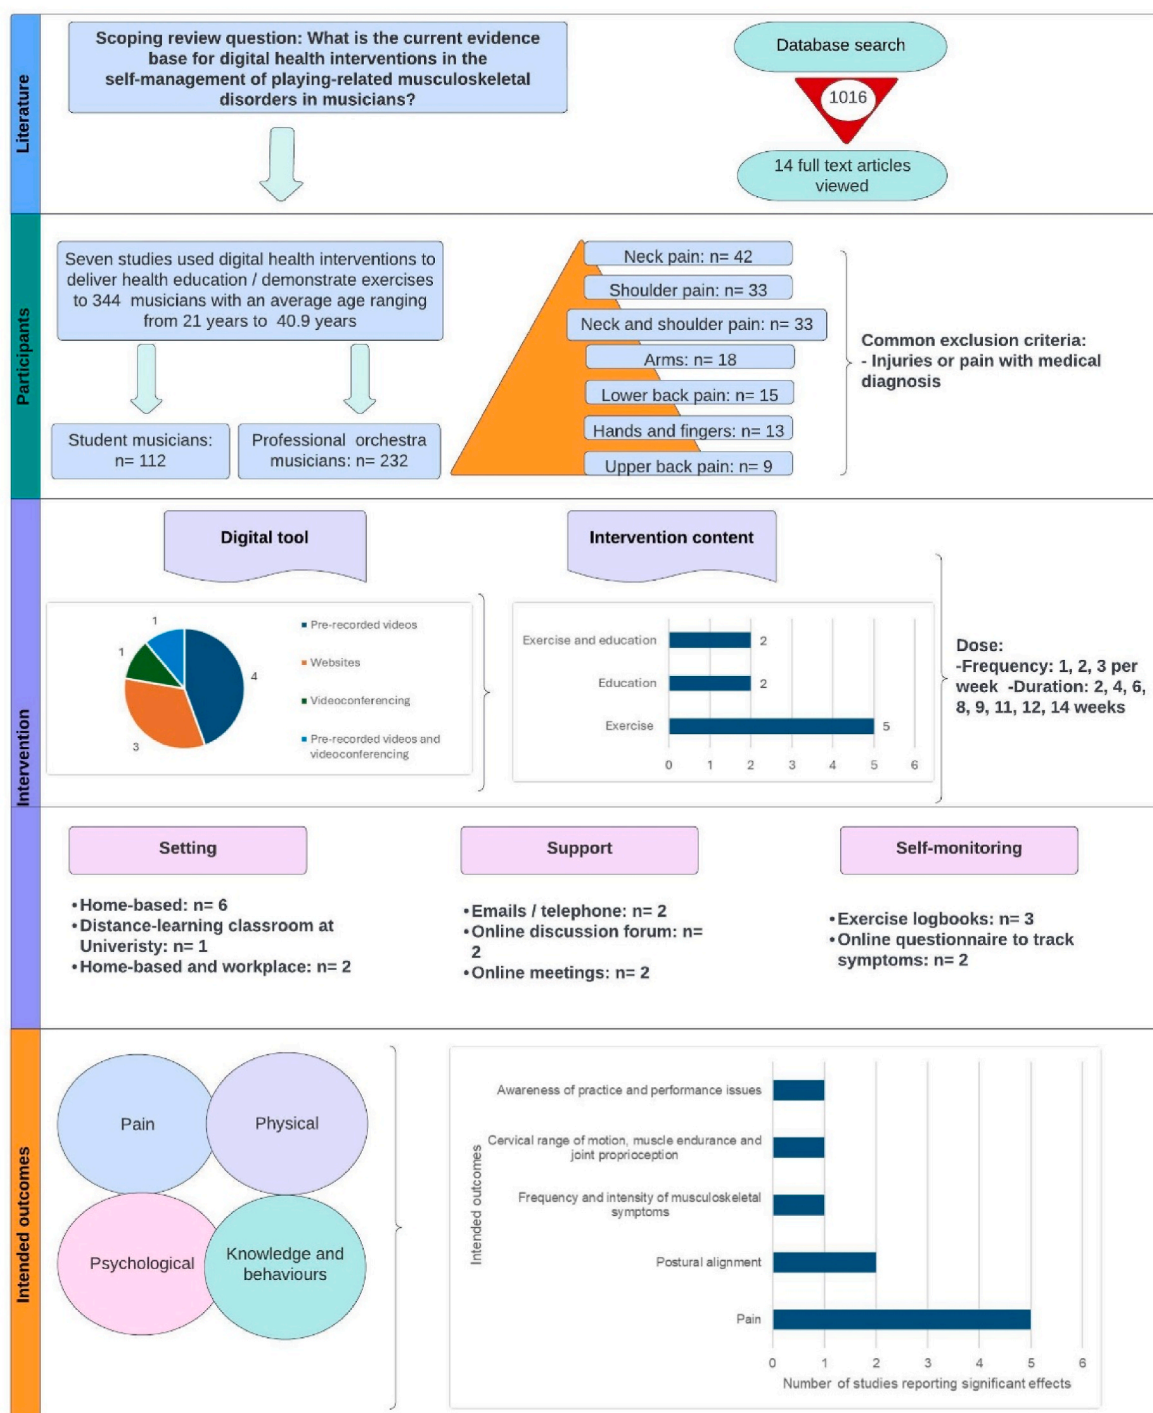 Literature
Scoping review question: What is the current evidence
base for digital health interventions in the
self-management of playing-related musculoskeletal
disorders in musicians?
Database search
1016
14 full text articles
viewed
Participants
Seven studies used digital health interventions to
deliver health education / demonstrate exercises
to 344 musicians with an average age ranging
from 21 years to 40.9 years
Student musicians:
n= 112
Professional orchestra
musicians: n= 232
Neck pain: n= 42
Shoulder pain: n= 33
Neck and shoulder pain: n= 33
Arms: n= 18
Lower back pain: n= 15
Hands and fingers: n= 13
Upper back pain: n= 9
Common exclusion criteria:
- Injuries or pain with medical
diagnosis
Intervention
Digital tool
1
1
3
4
Pre-recorded videos
Websites
Videoconferencing
Pre-recorded videos and
videoconferencing
Intervention content
Exercise and education
2
Education
2
Exercise
5
0 1 2 3 4 5 6
Dose:
-Frequency: 1, 2, 3 per
week -Duration: 2, 4, 6,
8, 9, 11, 12, 14 weeks
Setting
•Home-based: n= 6
•Distance-learning classroom at
Univeristy: n= 1
•Home-based and workplace: n= 2
Support
•Emails / telephone: n= 2
•Online discussion forum: n=
2
•Online meetings: n= 2
Self-monitoring
•Exercise logbooks: n= 3
•Online questionnaire to track
symptoms: n= 2
Intended outcomes
Pain
Physical
Psychological
Knowledge and
behaviours
Intended outcomes
Awareness of practice and performance issues
Cervical range of motion, muscle endurance and
joint proprioception
Frequency and intensity of musculoskeletal
symptoms
Postural alignment
Pain
0 1 2 3 4 5 6
Number of studies reporting significant effects